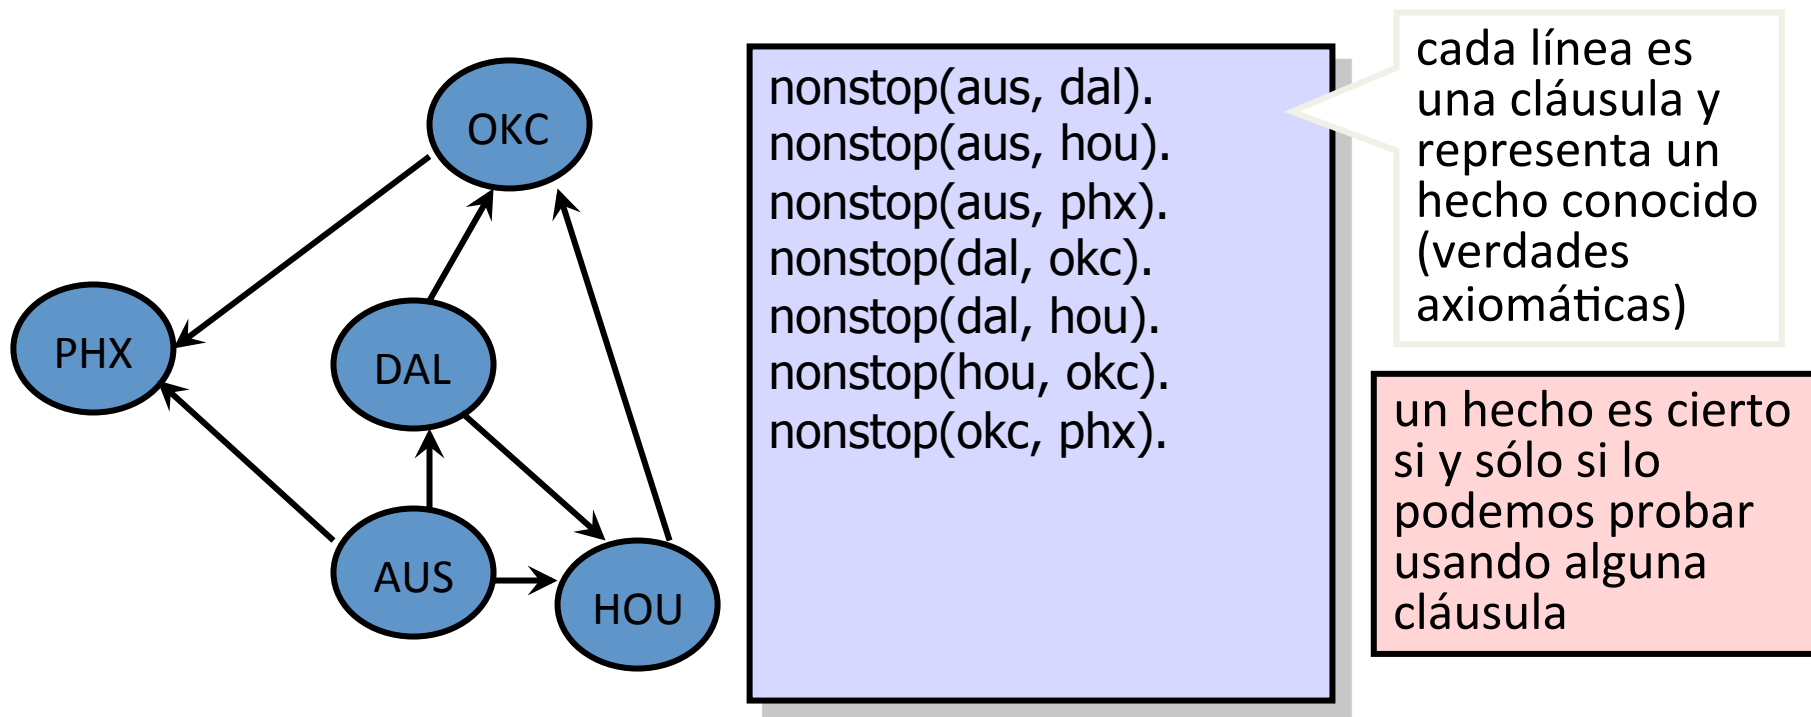 OKC
PHX
DAL
AUS
HOU
nonstop(aus, dal).
nonstop(aus, hou).
nonstop(aus, phx).
nonstop(dal, okc).
nonstop(dal, hou).
nonstop(hou, okc).
nonstop(okc, phx).
cada línea es
una cláusula y
representa un
hecho conocido
(verdades
axiomáticas)
un hecho es cierto
si y sólo si lo
podemos probar
usando alguna
cláusula